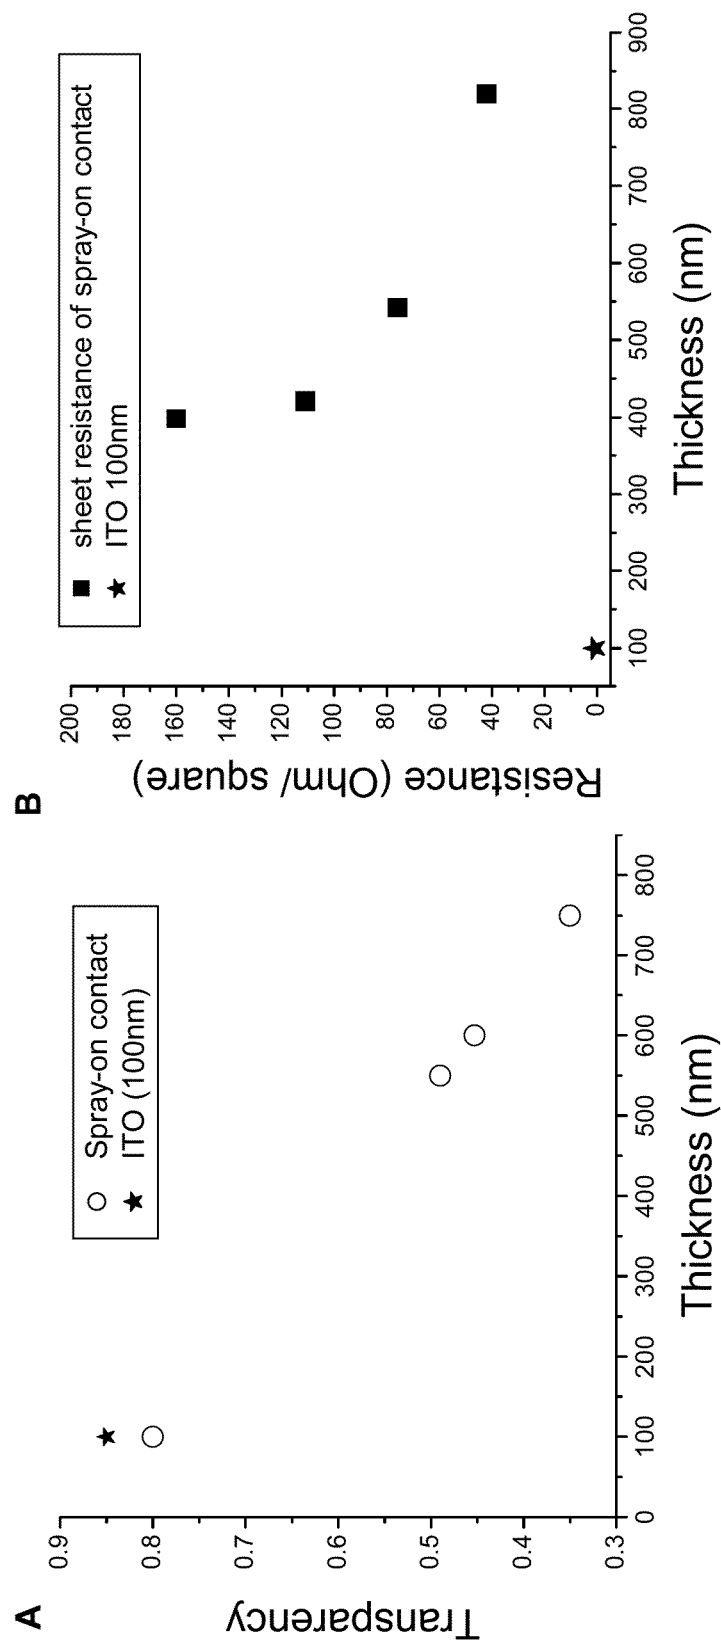 A
Transparency
0.9
0.8
0.7
0.6
0.5
0.4
0.3
Spray-on contact
ITO (100nm)
0 100 200 300 400 500 600 700 800
Thickness (nm)
B
Resistance (Ohm/ square)
200
180
160
140
120
100
80
60
40
20
0
sheet resistance of spray-on contact
ITO 100nm
100 200 300 400 500 600 700 800 900
Thickness (nm)